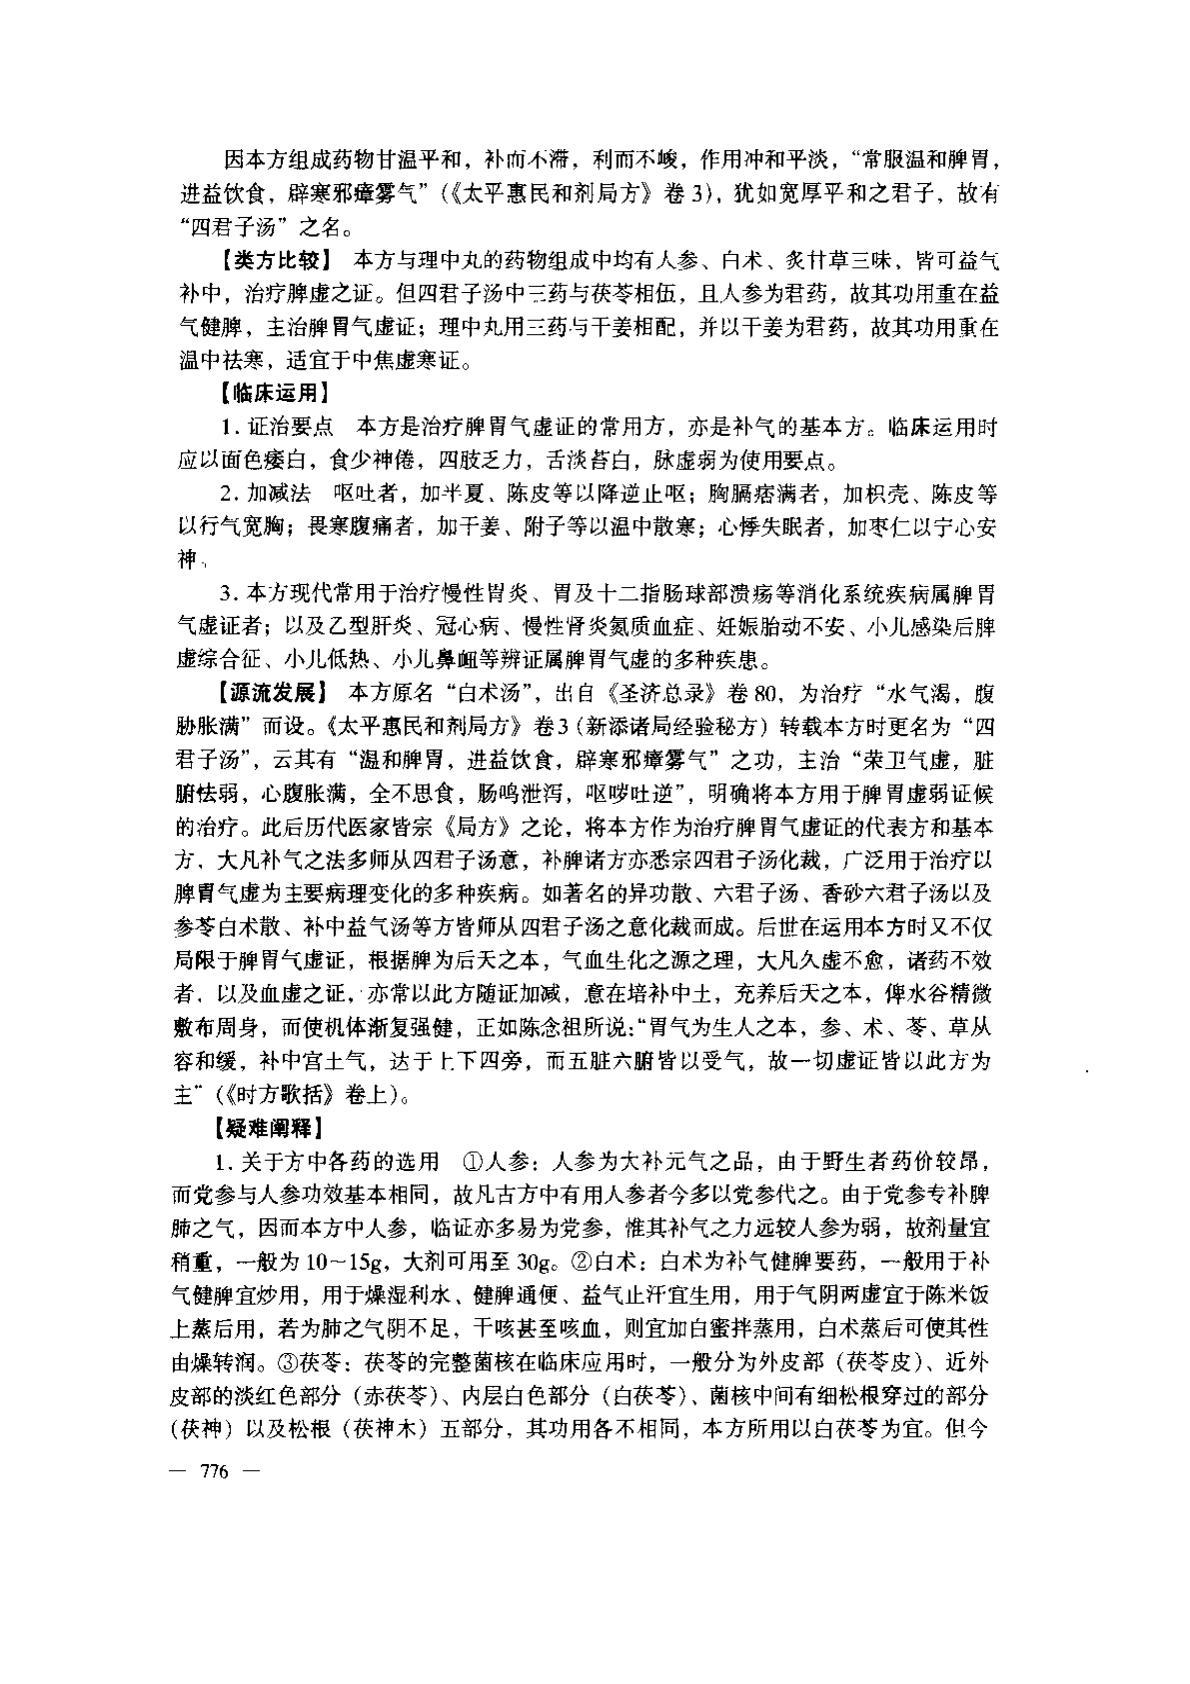 因本方组成药物甘温平和，补而不滞，利而不峻，作用冲和平淡，“常服温和脾胃，
进益饮食，辟寒邪瘴雾气”（《太平惠民和剂局方》卷 3），犹如宽厚平和之君子，故有
“四君子汤”之名。
【类方比较】 本方与理中丸的药物组成中均有人参、白术、炙甘草三味，皆可益气
补中，治疗脾虚之证。但四君子汤中三药与茯苓相伍，且人参为君药，故其功用重在益
气健脾，主治脾胃气虚证；理中丸用三药与干姜相配，并以干姜为君药，故其功用重在
温中祛寒，适宜于中焦虚寒证。
【临床运用】
1. 证治要点 本方是治疗脾胃气虚证的常用方，亦是补气的基本方。临床运用时
应以面色痿白，食少神倦，四肢乏力，舌淡苔白，脉虚弱为使用要点。
2. 加减法 呕吐者，加半夏、陈皮等以降逆止呕；胸膈痞满者，加枳壳、陈皮等
以行气宽胸；畏寒腹痛者，加干姜、附子等以温中散寒；心悸失眠者，加枣仁以宁心安
神、
3. 本方现代常用于治疗慢性胃炎、胃及十二指肠球部溃疡等消化系统疾病属脾胃
气虚证者；以及乙型肝炎、冠心病、慢性肾炎氮质血症、妊娠胎动不安、小儿感染后脾
虚综合征、小儿低热、小儿鼻衄等辨证属脾胃气虚的多种疾患。
【源流发展】 本方原名“白术汤”，出自《圣济总录》卷 80，为治疗“水气渴，腹
胁胀满”而设。《太平惠民和剂局方》卷3（新添诸局经验秘方）转载本方时更名为“四
君子汤”，云其有“温和脾胃，进益饮食，辟寒邪瘴雾气”之功，主治“荣卫气虚，脏
腑怯弱，心腹胀满，全不思食，肠鸣泄泻，呕哕吐逆”，明确将本方用于脾胃虚弱证候
的治疗。此后历代医家皆宗《局方》之论，将本方作为治疗脾胃气虚证的代表方和基本
方，大凡补气之法多师从四君子汤意，补脾诸方亦悉宗四君子汤化裁，广泛用于治疗以
脾胃气虚为主要病理变化的多种疾病。如著名的异功散、六君子汤、香砂六君子汤以及
参苓白术散、补中益气汤等方皆师从四君子汤之意化裁而成。后世在运用本方时又不仅
局限于脾胃气虚证，根据脾为后天之本，气血生化之源之理，大凡久虚不愈，诸药不效
者，以及血虚之证，亦常以此方随证加减，意在培补中土，充养后天之本，俾水谷精微
敷布周身，而使机体渐复强健，正如陈念祖所说：“胃气为生人之本，参、术、苓、草从
容和缓，补中宫土气，达于上下四旁，而五脏六腑皆以受气，故一切虚证皆以此方为
主”（《时方歌括》卷上）。
【疑难阐释】
1. 关于方中各药的选用 ①人参：人参为大补元气之品，由于野生者药价较昂，
而党参与人参功效基本相同，故凡古方中有用人参者今多以党参代之。由于党参专补脾
肺之气，因而本方中人参，临证亦多易为党参，惟其补气之力远较人参为弱，故剂量宜
稍重，一般为 10～15g，大剂可用至 30g。②白术：白术为补气健脾要药，一般用于补
气健脾宜炒用，用于燥湿利水、健脾通便、益气止汗宜生用，用于气阴两虚宜于陈米饭
上蒸后用，若为肺之气阴不足，干咳甚至咳血，则宜加白蜜拌蒸用，白术蒸后可使其性
由燥转润。③茯苓：茯苓的完整菌核在临床应用时，一般分为外皮部（茯苓皮）、近外
皮部的淡红色部分（赤茯苓）、内层白色部分（白茯苓）、菌核中间有细松根穿过的部分
（茯神）以及松根（茯神木）五部分，其功用各不相同，本方所用以白茯苓为宜。但今
— 776 —